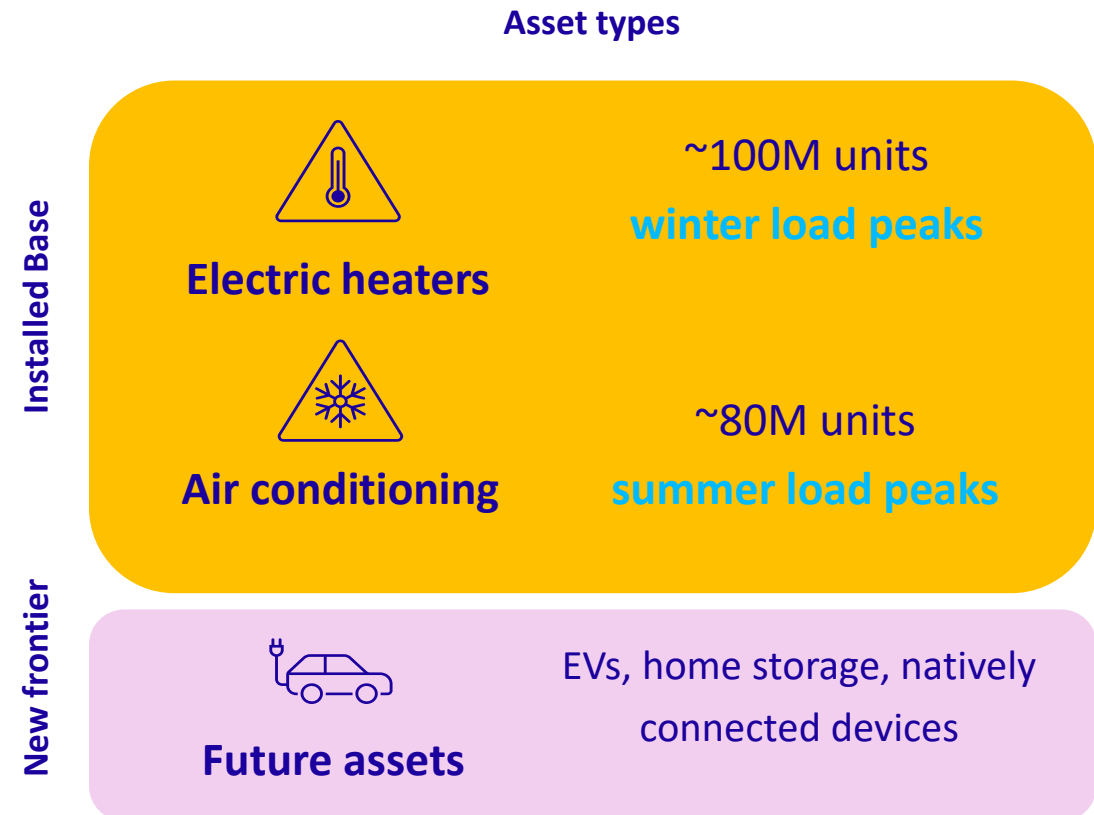 Asset types
Installed Base
Electric heaters
~100M units
winter load peaks
Air conditioning
~80M units
summer load peaks
New frontier
Future assets
EVs, home storage, natively
connected devices